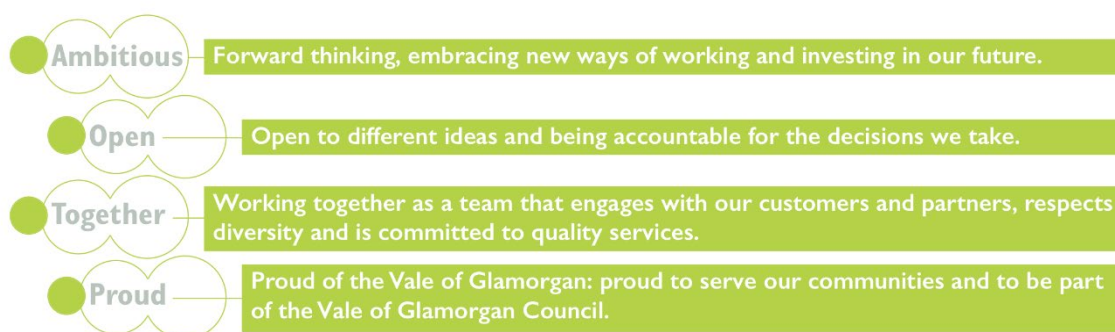 Ambitious
Forward thinking, embracing new ways of working and investing in our future.
Open
Open to different ideas and being accountable for the decisions we take.
Together
Working together as a team that engages with our customers and partners, respects
diversity and is committed to quality services.
Proud
Proud of the Vale of Glamorgan: proud to serve our communities and to be part
of the Vale of Glamorgan Council.